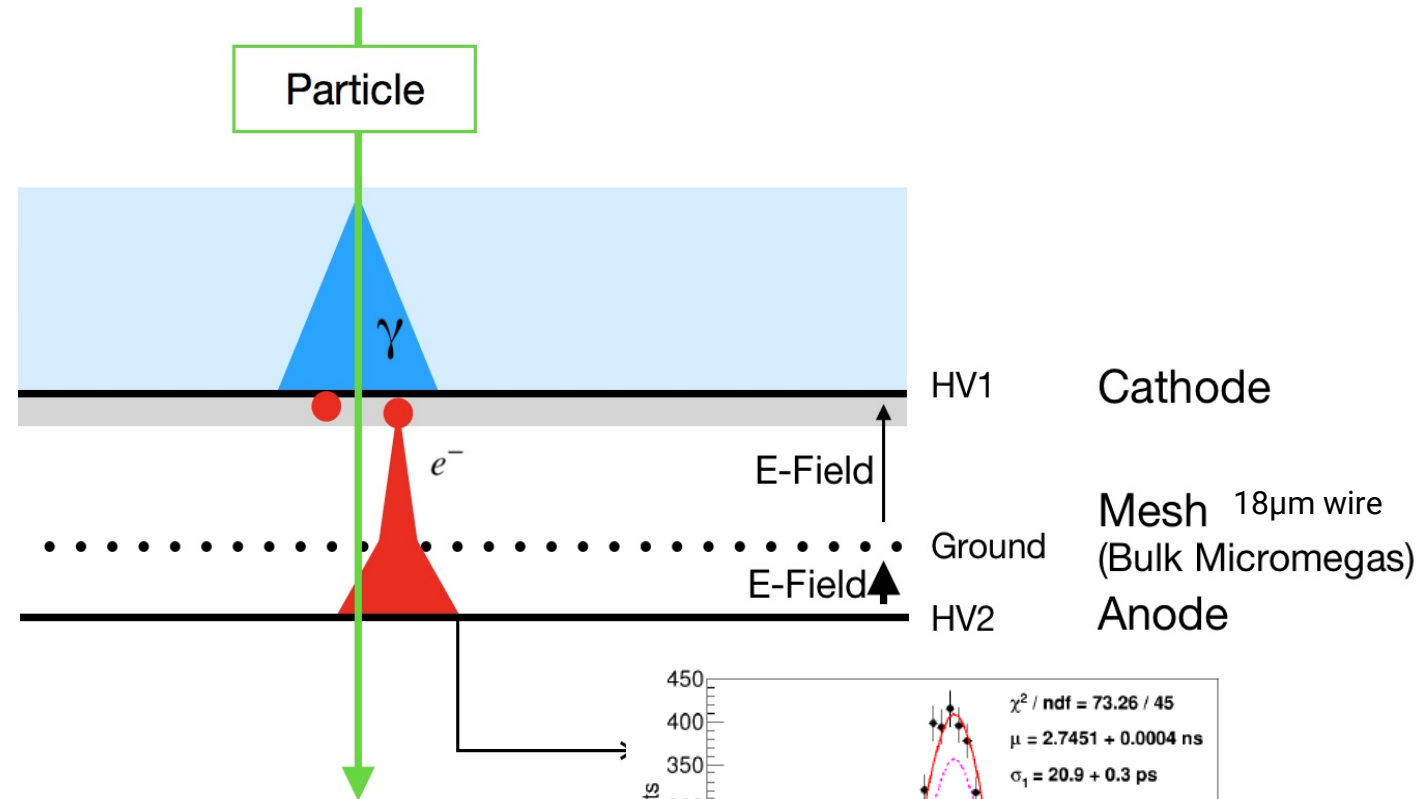 Particle
γ
HV1
Cathode
e⁻
E-Field
Mesh 18μm wire
Ground
(Bulk Micromegas)
E-Field
HV2
Anode
450
400
350
χ² / ndf = 73.26 / 45
μ = 2.7451 + 0.0004 ns
σ₁ = 20.9 + 0.3 ps